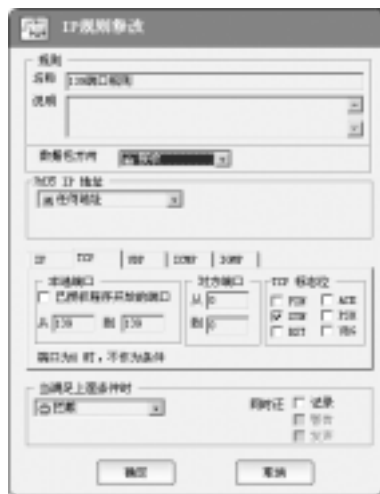 IP规则修改
规则
名称 139端口规则
说明
数据包方向 接收
对方 IP 地址
任何地址
IP TCP UDP ICMP IGMP
本地端口
已授权程序开放的端口
从 139 到 139
对方端口
从 0
到 0
TCP 标志位
FIN ACK
SYN PSH
RST URG
端口为0 时，不作为条件
当满足上面条件时
拦截
同时还 记录
警告
发声
确定 取消